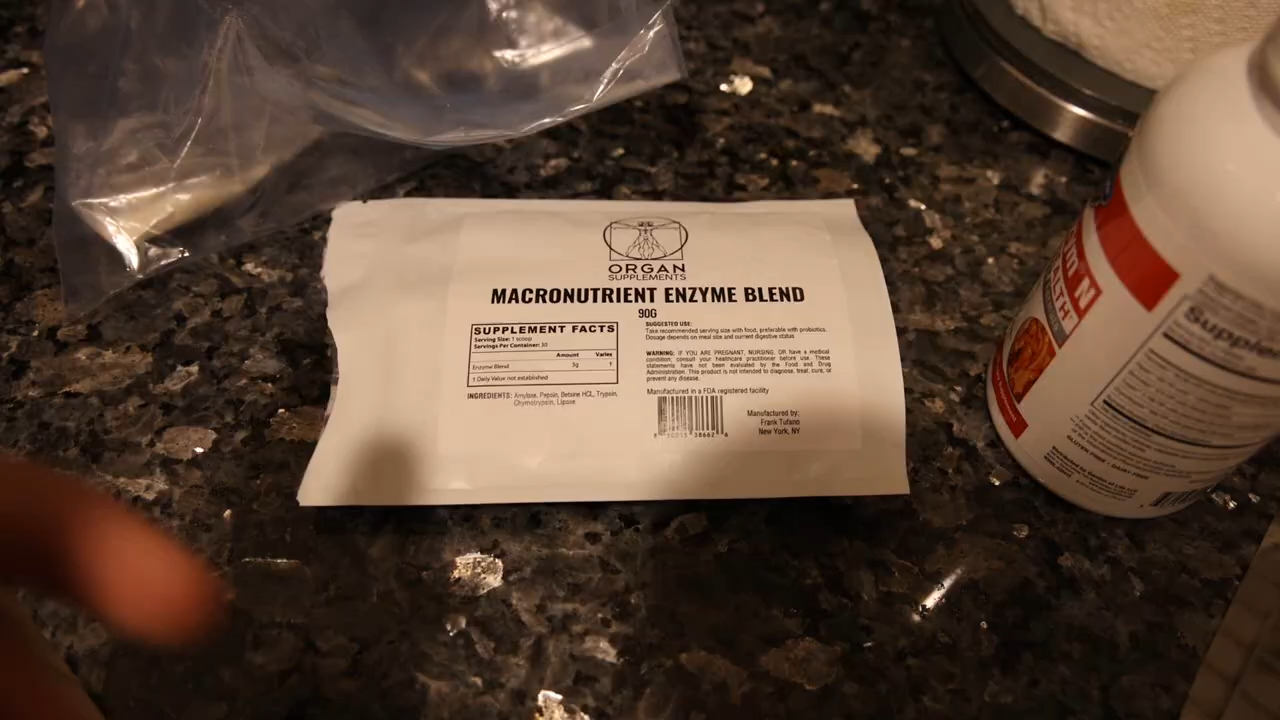 ORGAN
SUPPLEMENTS
MACRONUTRIENT ENZYME BLEND
90G
SUPPLEMENT FACTS
Serving Size: 1 scoop
Servings Per Container: 30
Amount Varies
Enzyme Blend 3g †
† Daily Value not established
INGREDIENTS: Amylase, Pepsin, Betaine HCL, Trypsin,
Chymotrypsin, Lipase
SUGGESTED USE:
Take recommended serving size with food, preferable with probiotics.
Dosage depends on meal size and current digestive status
WARNING: IF YOU ARE PREGNANT, NURSING, OR have a medical
condition, consult your healthcare practitioner before use. These
statements have not been evaluated by the Food and Drug
Administration. This product is not intended to diagnose, treat, cure, or
prevent any disease.
Manufactured in a FDA registered facility
Manufactured by:
Frank Tufano
New York, NY
N
Supple
GLUTEN FREE • DAIRY